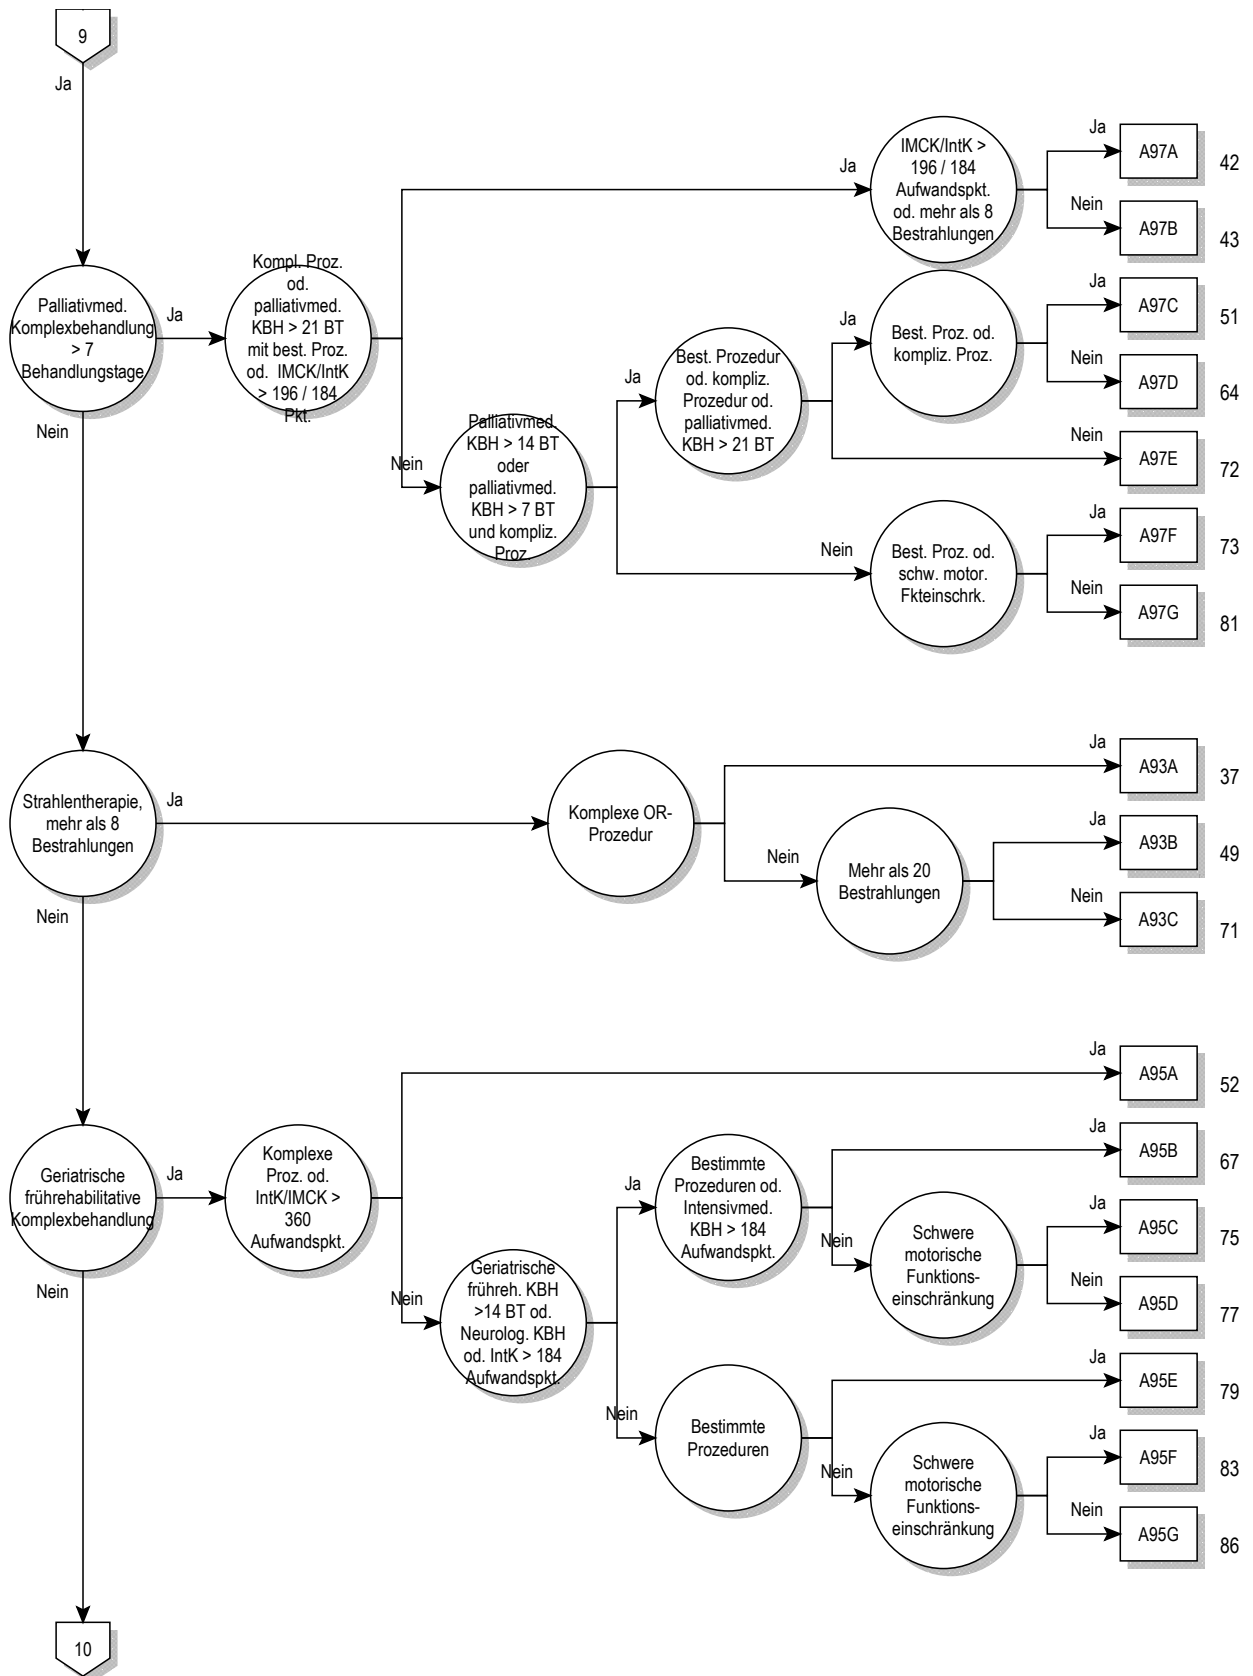 9
Ja
Ja
IMCK/IntK >
196 / 184
Aufwandspkt.
od. mehr als 8
Bestrahlungen
Ja
A97A
42
Nein
A97B
43
Palliativmed.
Komplexbehandlung
> 7
Behandlungstage
Ja
Kompl. Proz.
od.
palliativmed.
KBH > 21 BT
mit best. Proz.
od. IMCK/IntK
> 196 / 184
Pkt.
Ja
Best. Prozedur
od. kompliz.
Prozedur od.
palliativmed.
KBH > 21 BT
Ja
Best. Proz. od.
kompliz. Proz.
Ja
A97C
51
Nein
A97D
64
Nein
A97E
72
Nein
Nein
Palliativmed.
KBH > 14 BT
oder
palliativmed.
KBH > 7 BT
und kompliz.
Proz.
Nein
Best. Proz. od.
schw. motor.
Fkteinschrk.
Ja
A97F
73
Nein
A97G
81
Strahlentherapie,
mehr als 8
Bestrahlungen
Ja
Komplexe OR-
Prozedur
Ja
A93A
37
Nein
Mehr als 20
Bestrahlungen
Ja
A93B
49
Nein
A93C
71
Nein
Geriatrische
frührehabilitative
Komplexbehandlung
Ja
Komplexe
Proz. od.
IntK/IMCK >
360
Aufwandspkt.
Ja
A95A
52
Ja
Bestimmte
Prozeduren od.
Intensivmed.
KBH > 184
Aufwandspkt.
Ja
A95B
67
Nein
Schwere
motorische
Funktions-
einschränkung
Ja
A95C
75
Nein
A95D
77
Nein
Nein
Geriatrische
frühreh. KBH
>14 BT od.
Neurolog. KBH
od. IntK > 184
Aufwandspkt.
Nein
Bestimmte
Prozeduren
Ja
A95E
79
Nein
Schwere
motorische
Funktions-
einschränkung
Ja
A95F
83
Nein
A95G
86
10